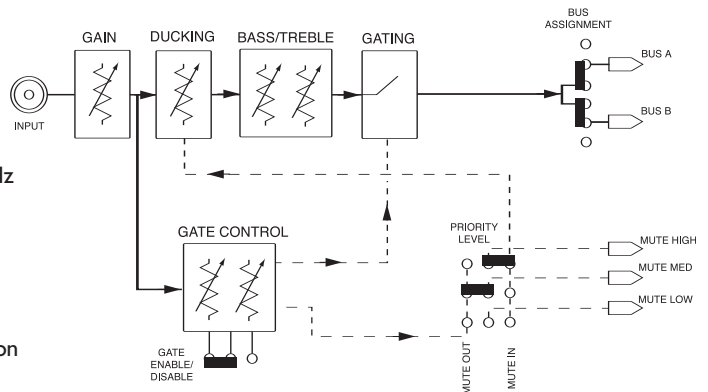 BUS
ASSIGNMENT
GAIN
DUCKING
BASS/TREBLE
GATING
BUS A
INPUT
BUS B
GATE CONTROL
PRIORITY
LEVEL
MUTE HIGH
MUTE MED
MUTE LOW
GATE
ENABLE/
DISABLE
MUTE OUT
MUTE IN